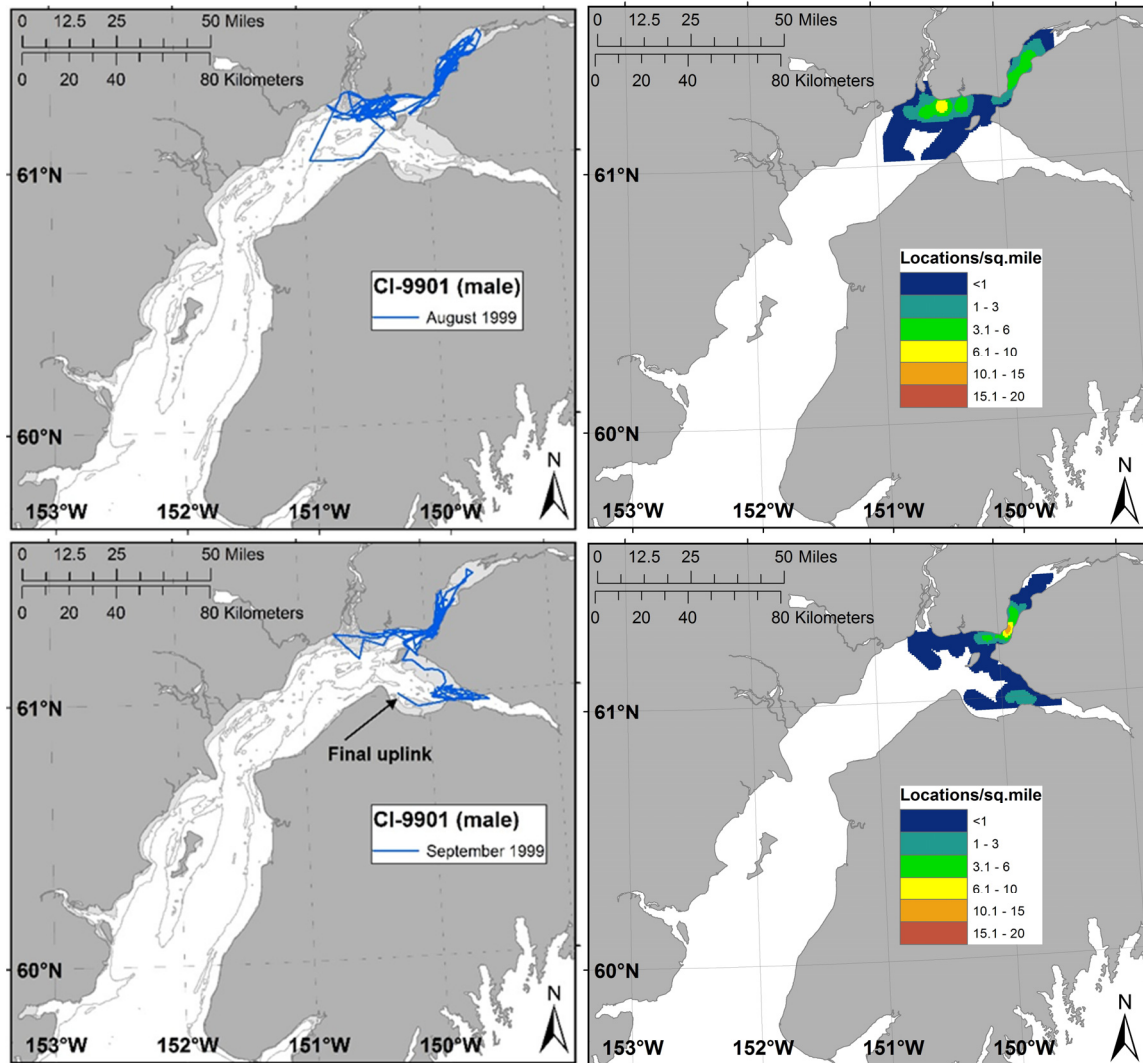 0 12.5 25 50 Miles
0 20 40 80 Kilometers
61°N
CI-9901 (male)
August 1999
60°N
N
153°W 152°W 151°W 150°W
0 12.5 25 50 Miles
0 20 40 80 Kilometers
61°N
Locations/sq.mile
<1
1 - 3
3.1 - 6
6.1 - 10
10.1 - 15
15.1 - 20
60°N
N
153°W 152°W 151°W 150°W
0 12.5 25 50 Miles
0 20 40 80 Kilometers
61°N
Final uplink
CI-9901 (male)
September 1999
60°N
N
153°W 152°W 151°W 150°W
0 12.5 25 50 Miles
0 20 40 80 Kilometers
61°N
Locations/sq.mile
<1
1 - 3
3.1 - 6
6.1 - 10
10.1 - 15
15.1 - 20
60°N
N
153°W 152°W 151°W 150°W